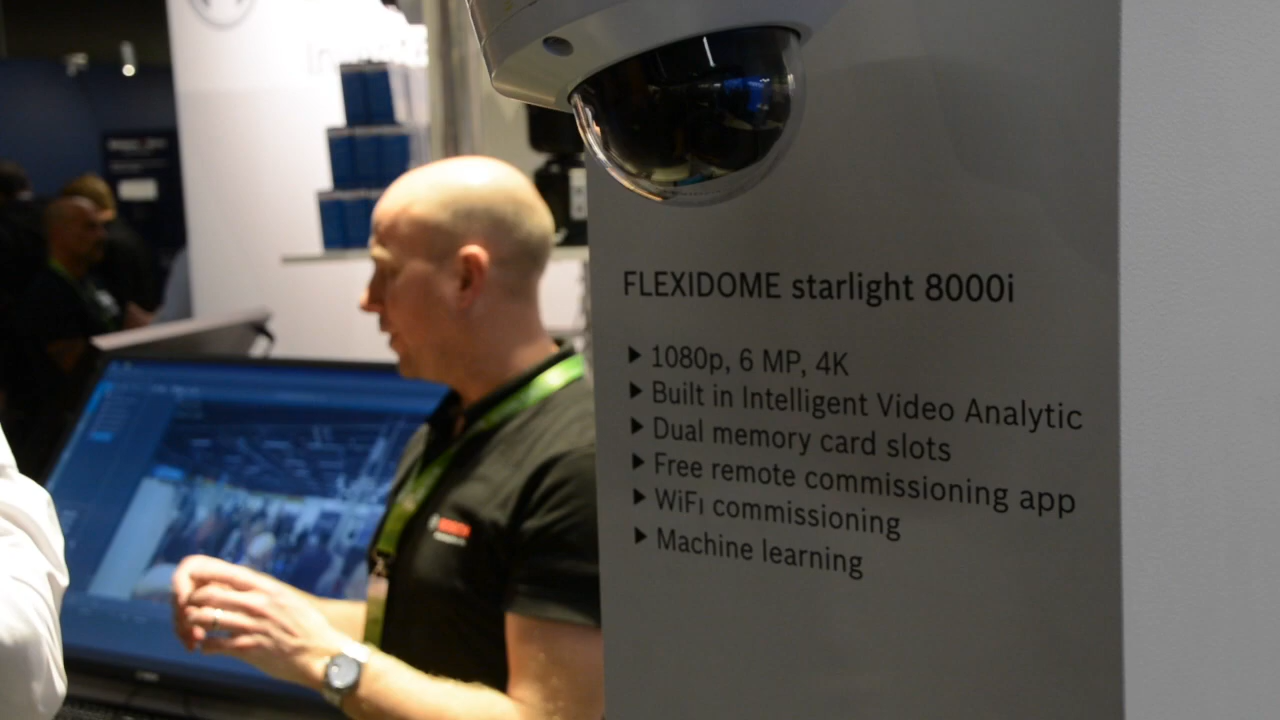 FLEXIDOME starlight 8000i
▶ 1080p, 6 MP, 4K
▶ Built in Intelligent Video Analytic
▶ Dual memory card slots
▶ Free remote commissioning app
▶ WiFi commissioning
▶ Machine learning
BOSCH